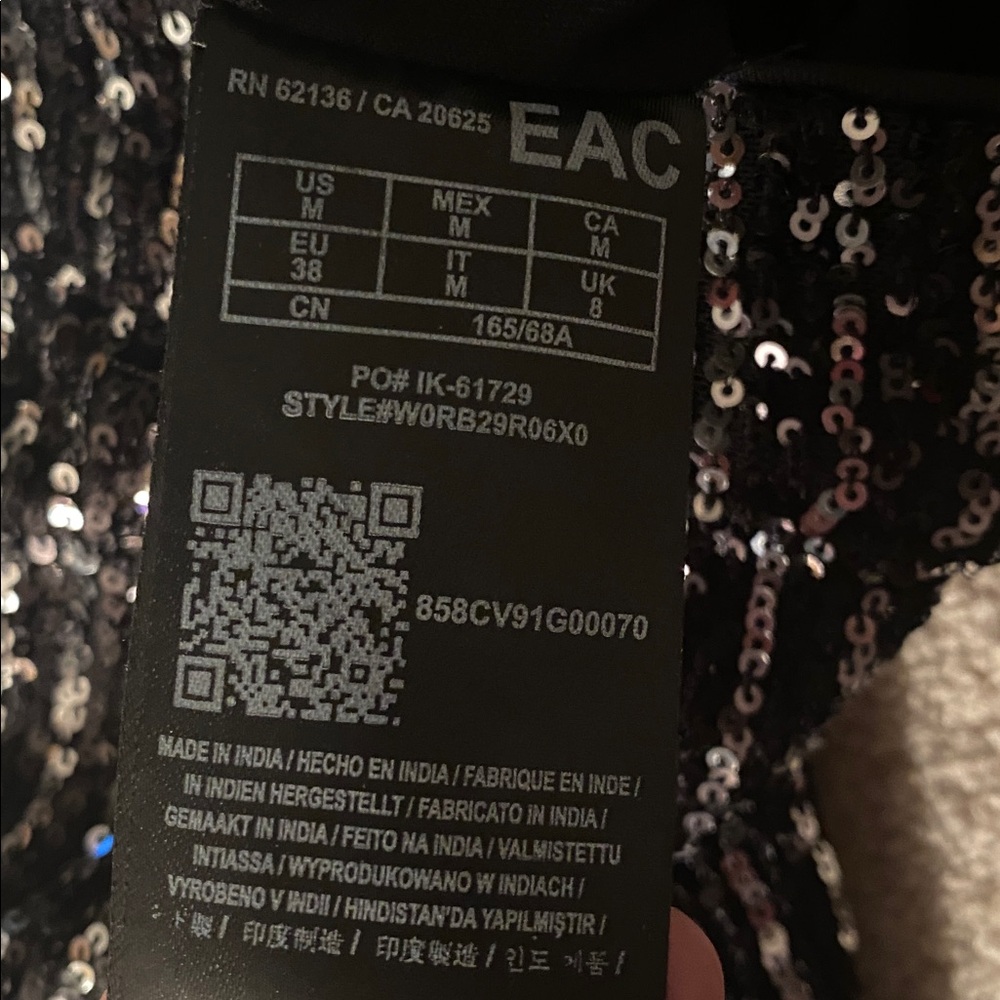 RN 62136 / CA 20625
EAC
US
M
MEX
M
CA
M
EU
38
IT
M
UK
8
CN
165/68A
PO# IK-61729
STYLE#W0RB29R06X0
858CV91G00070
MADE IN INDIA / HECHO EN INDIA / FABRIQUE EN INDE /
IN INDIEN HERGESTELLT / FABRICATO IN INDIA /
GEMAAKT IN INDIA / FEITO NA INDIA / VALMISTETTU
INTIASSA / WYPRODUKOWANO W INDIACH /
VYROBENO V INDII / HINDISTAN'DA YAPILMIŞTIR /
ド製 / 印度制造 / 印度製造 / 인도